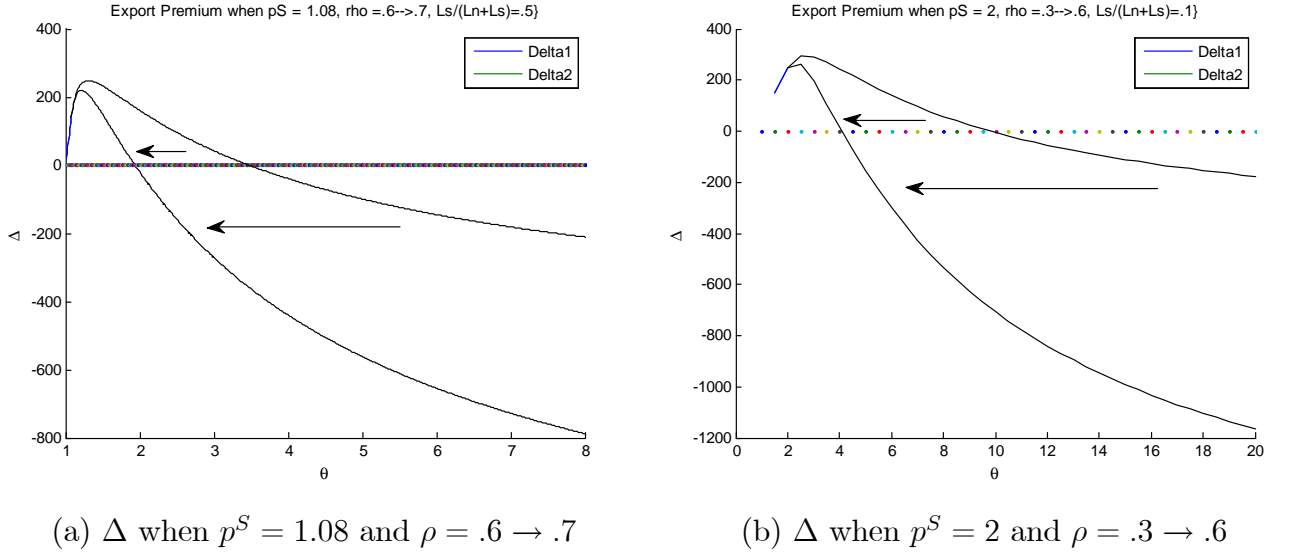 Export Premium when pS = 1.08, rho =.6-->.7, Ls/(Ln+Ls)=.5}
400
200
0
-200
-400
-600
-800
Δ
1 2 3 4 5 6 7 8
θ
Delta1
Delta2
(a) Δ when p^S = 1.08 and ρ = .6 → .7
Export Premium when pS = 2, rho =.3-->.6, Ls/(Ln+Ls)=.1}
400
200
0
-200
-400
-600
-800
-1000
-1200
Δ
0 2 4 6 8 10 12 14 16 18 20
θ
Delta1
Delta2
(b) Δ when p^S = 2 and ρ = .3 → .6